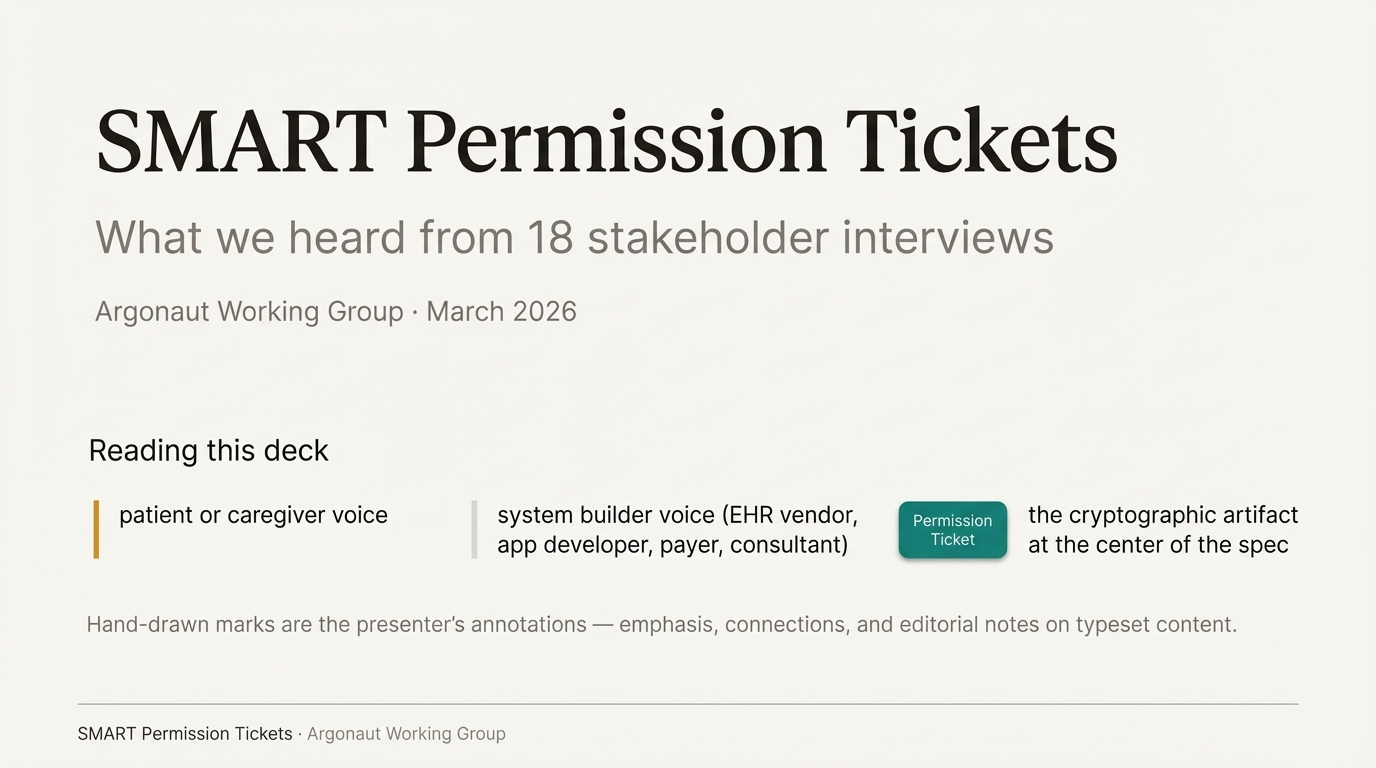 SMART Permission Tickets
What we heard from 18 stakeholder interviews
Argonaut Working Group · March 2026
Reading this deck
patient or caregiver voice
system builder voice (EHR vendor,
app developer, payer, consultant)
Permission
Ticket
the cryptographic artifact
at the center of the spec
Hand-drawn marks are the presenter’s annotations — emphasis, connections, and editorial notes on typeset content.
SMART Permission Tickets · Argonaut Working Group